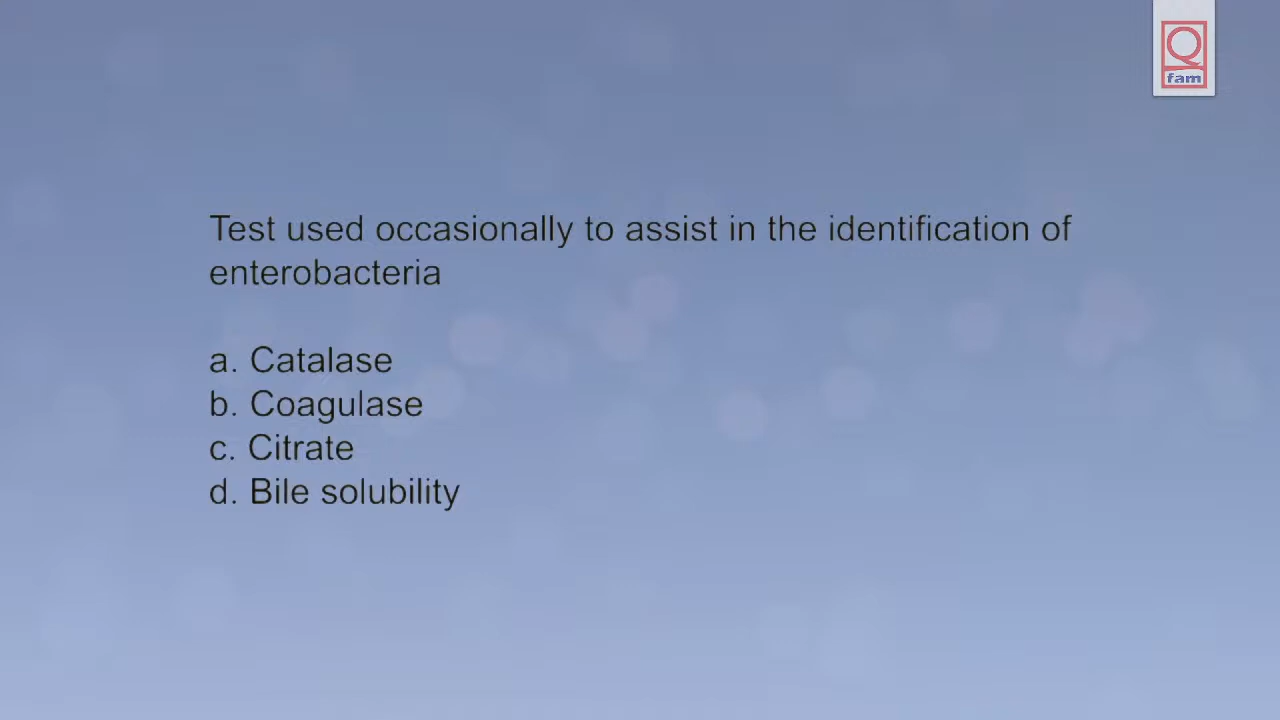 Q
fam
Test used occasionally to assist in the identification of
enterobacteria
a. Catalase
b. Coagulase
c. Citrate
d. Bile solubility